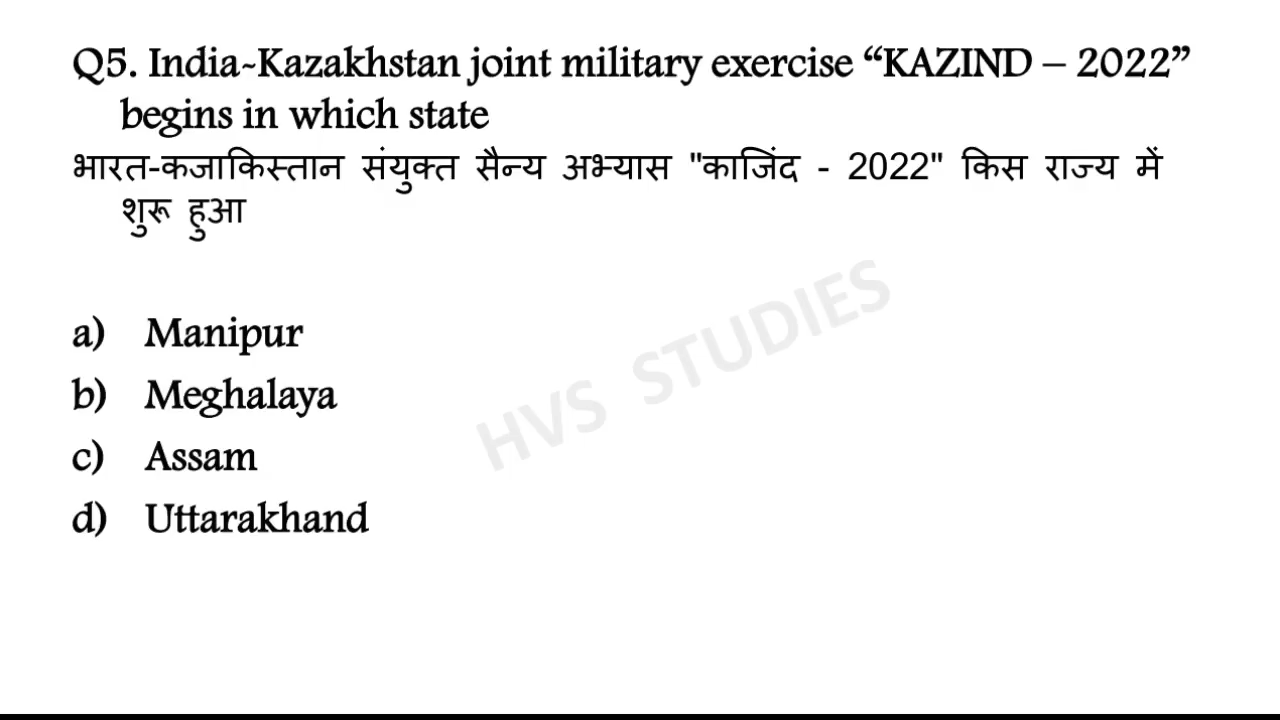 Q5. India-Kazakhstan joint military exercise “KAZIND – 2022”
begins in which state
भारत-कजाकिस्तान संयुक्त सैन्य अभ्यास "काजिंद - 2022" किस राज्य में
शुरू हुआ
HVS STUDIES
a) Manipur
b) Meghalaya
c) Assam
d) Uttarakhand